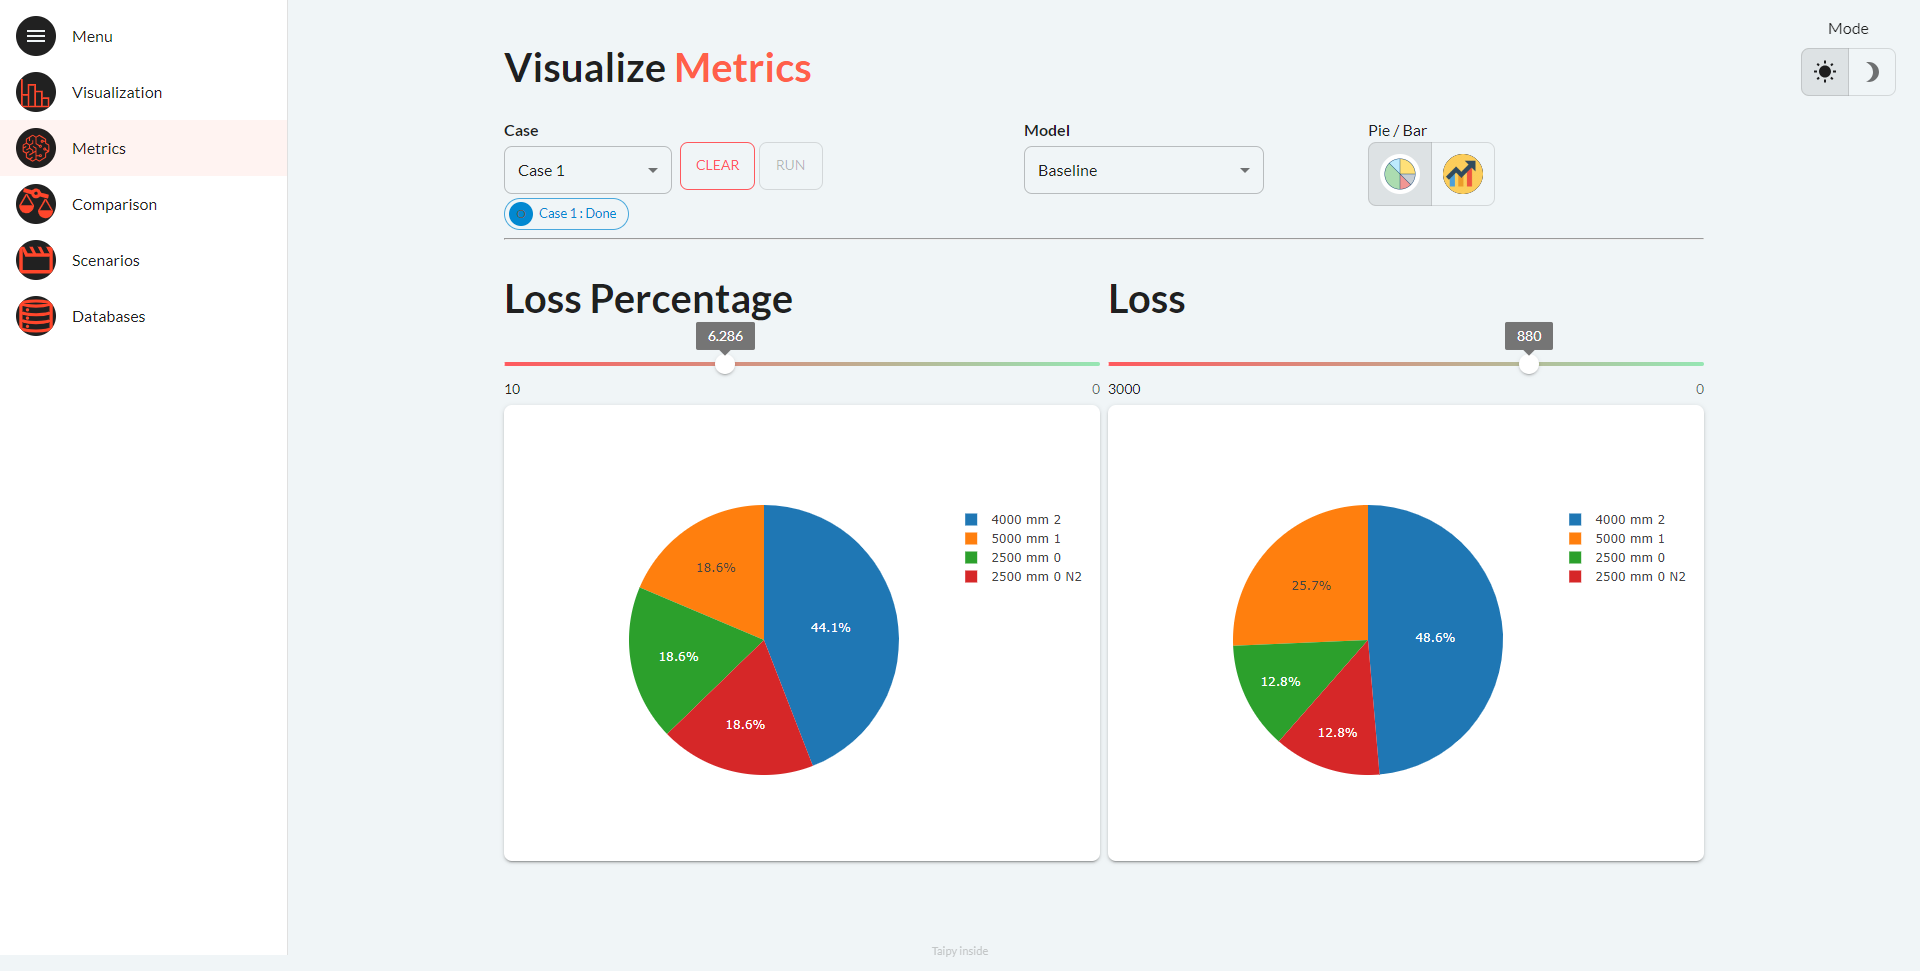 Menu
Visualization
Metrics
Comparison
Scenarios
Databases
Mode
Visualize Metrics
Case
Case 1
CLEAR
RUN
Case 1 : Done
Model
Baseline
Pie / Bar
Loss Percentage
6.286
10
0
4000 mm 2
5000 mm 1
2500 mm 0
2500 mm 0 N2
18.6%
44.1%
18.6%
18.6%
Loss
880
3000
0
4000 mm 2
5000 mm 1
2500 mm 0
2500 mm 0 N2
25.7%
48.6%
12.8%
12.8%
Taipy inside